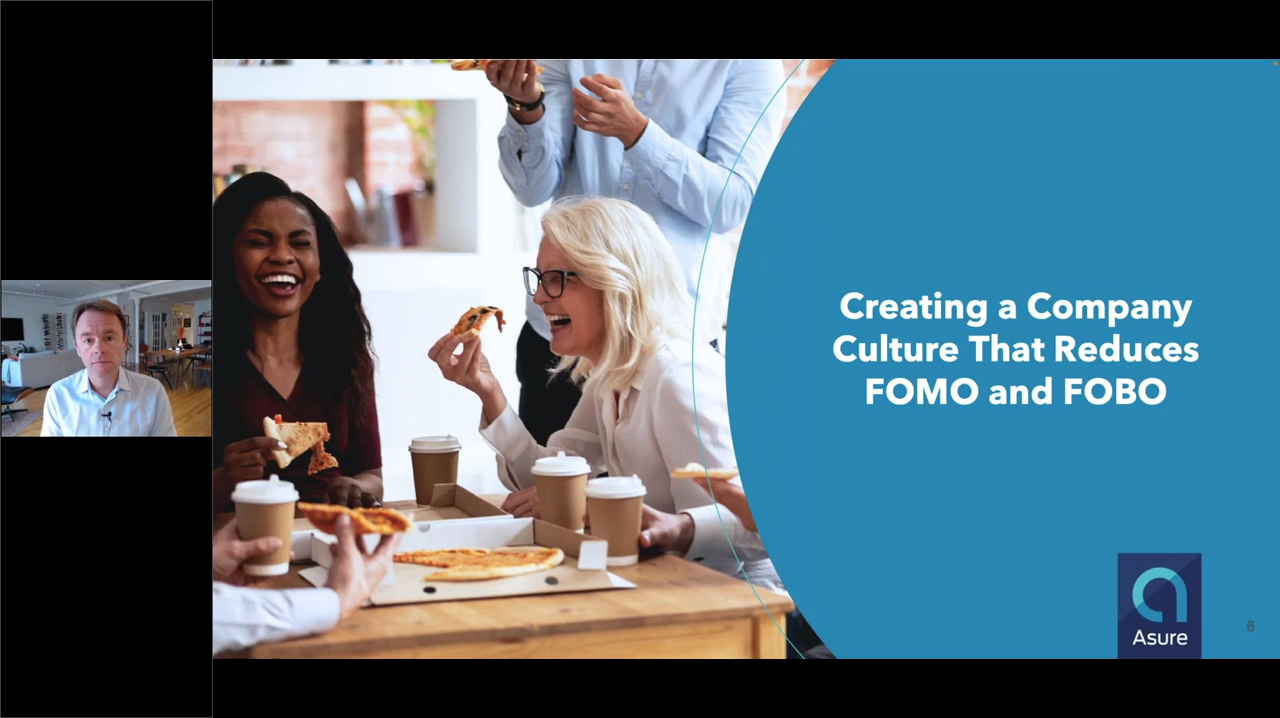 Creating a Company
Culture That Reduces
FOMO and FOBO
Asure
6